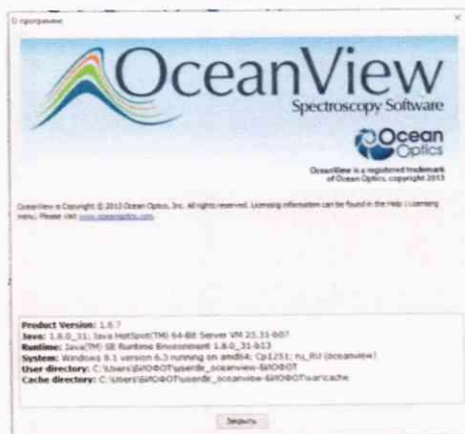 О программе
OceanView
Spectroscopy Software
Ocean
Optics
OceanView is a registered trademark
of Ocean Optics, copyright 2013
OceanView is Copyright © 2013 Ocean Optics, Inc. All rights reserved. Licensing information can be found in the Help | Licensing
menu. Please visit www.oceanoptics.com.
Product Version: 1.6.7
Java: 1.8.0_31; Java HotSpot(TM) 64-Bit Server VM 25.31-b07
Runtime: Java(TM) SE Runtime Environment 1.8.0_31-b13
System: Windows 8.1 version 6.3 running on amd64; Cp1251; ru_RU (oceanview)
User directory: C:\Users\БИОФОТ\userdir_oceanview-БИОФОТ
Cache directory: C:\Users\БИОФОТ\userdir_oceanview-БИОФОТ\var\cache
Закрыть